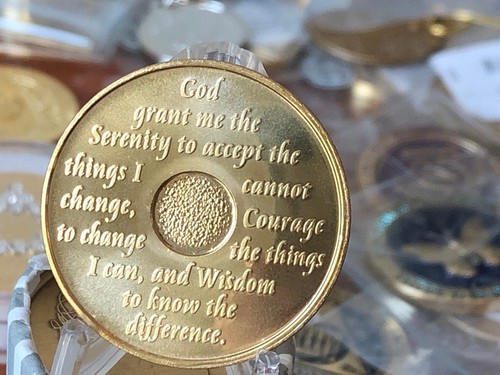 God
grant me the
Serenity to accept the
things I cannot
change, Courage
to change the things
I can, and Wisdom
to know the
difference.